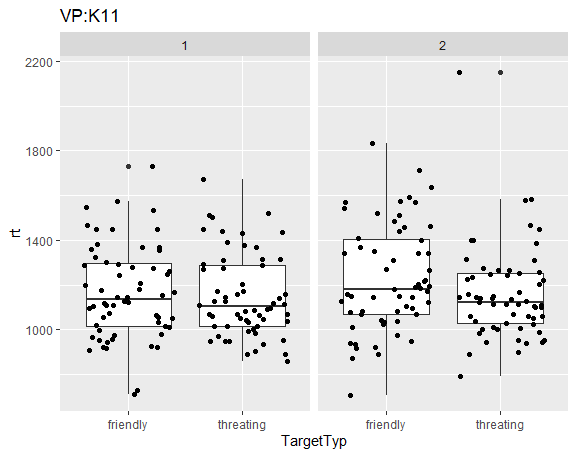 VP:K11
1 2
2200
1800
1400
1000
rt
friendly threating friendly threating
TargetTyp